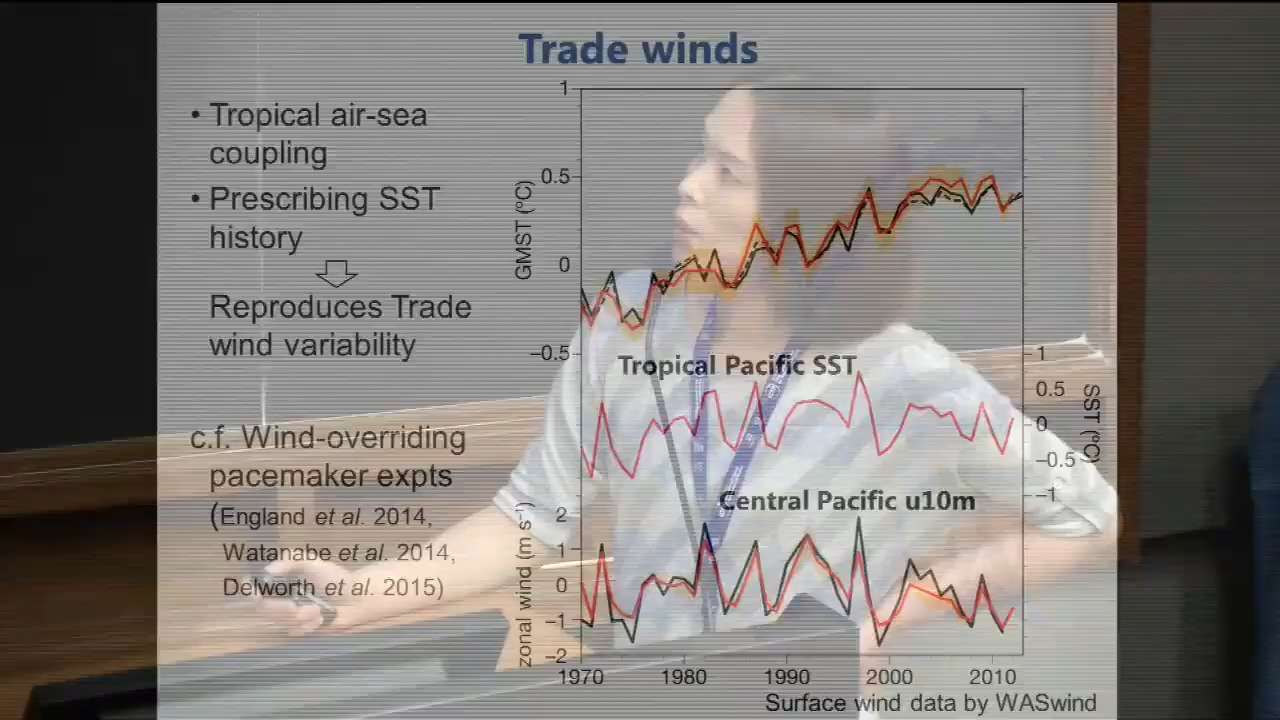 Trade winds
• Tropical air-sea
coupling
• Prescribing SST
history
Reproduces Trade
wind variability
c.f. Wind-overriding
pacemaker expts
(England et al. 2014,
Watanabe et al. 2014,
Delworth et al. 2015)
1
0.5
0
−0.5
GMST (ºC)
Tropical Pacific SST
1
0.5
0
−0.5
−1
SST (ºC)
Central Pacific u10m
2
1
0
−1
−2
zonal wind (m s⁻¹)
1970 1980 1990 2000 2010
Surface wind data by WASwind